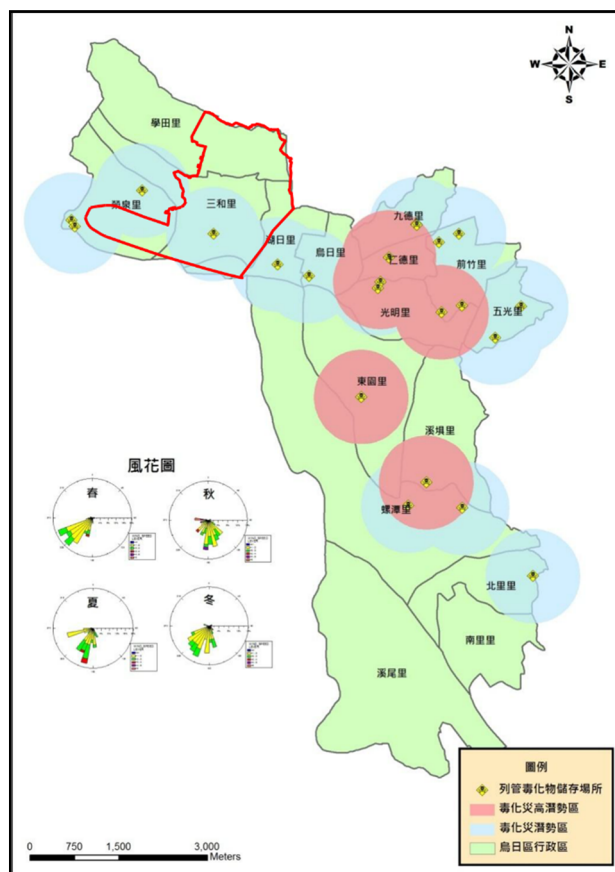 N
W
E
S
學田里
榮泉里
三和里
湖日里
烏日里
九德里
仁德里
前竹里
光明里
五光里
東園里
溪埧里
螺潭里
北里里
南里里
溪尾里
風花圖
春
秋
夏
冬
圖例
列管毒化物儲存場所
毒化災高潛勢區
毒化災潛勢區
烏日區行政區
0 750 1,500 3,000
Meters